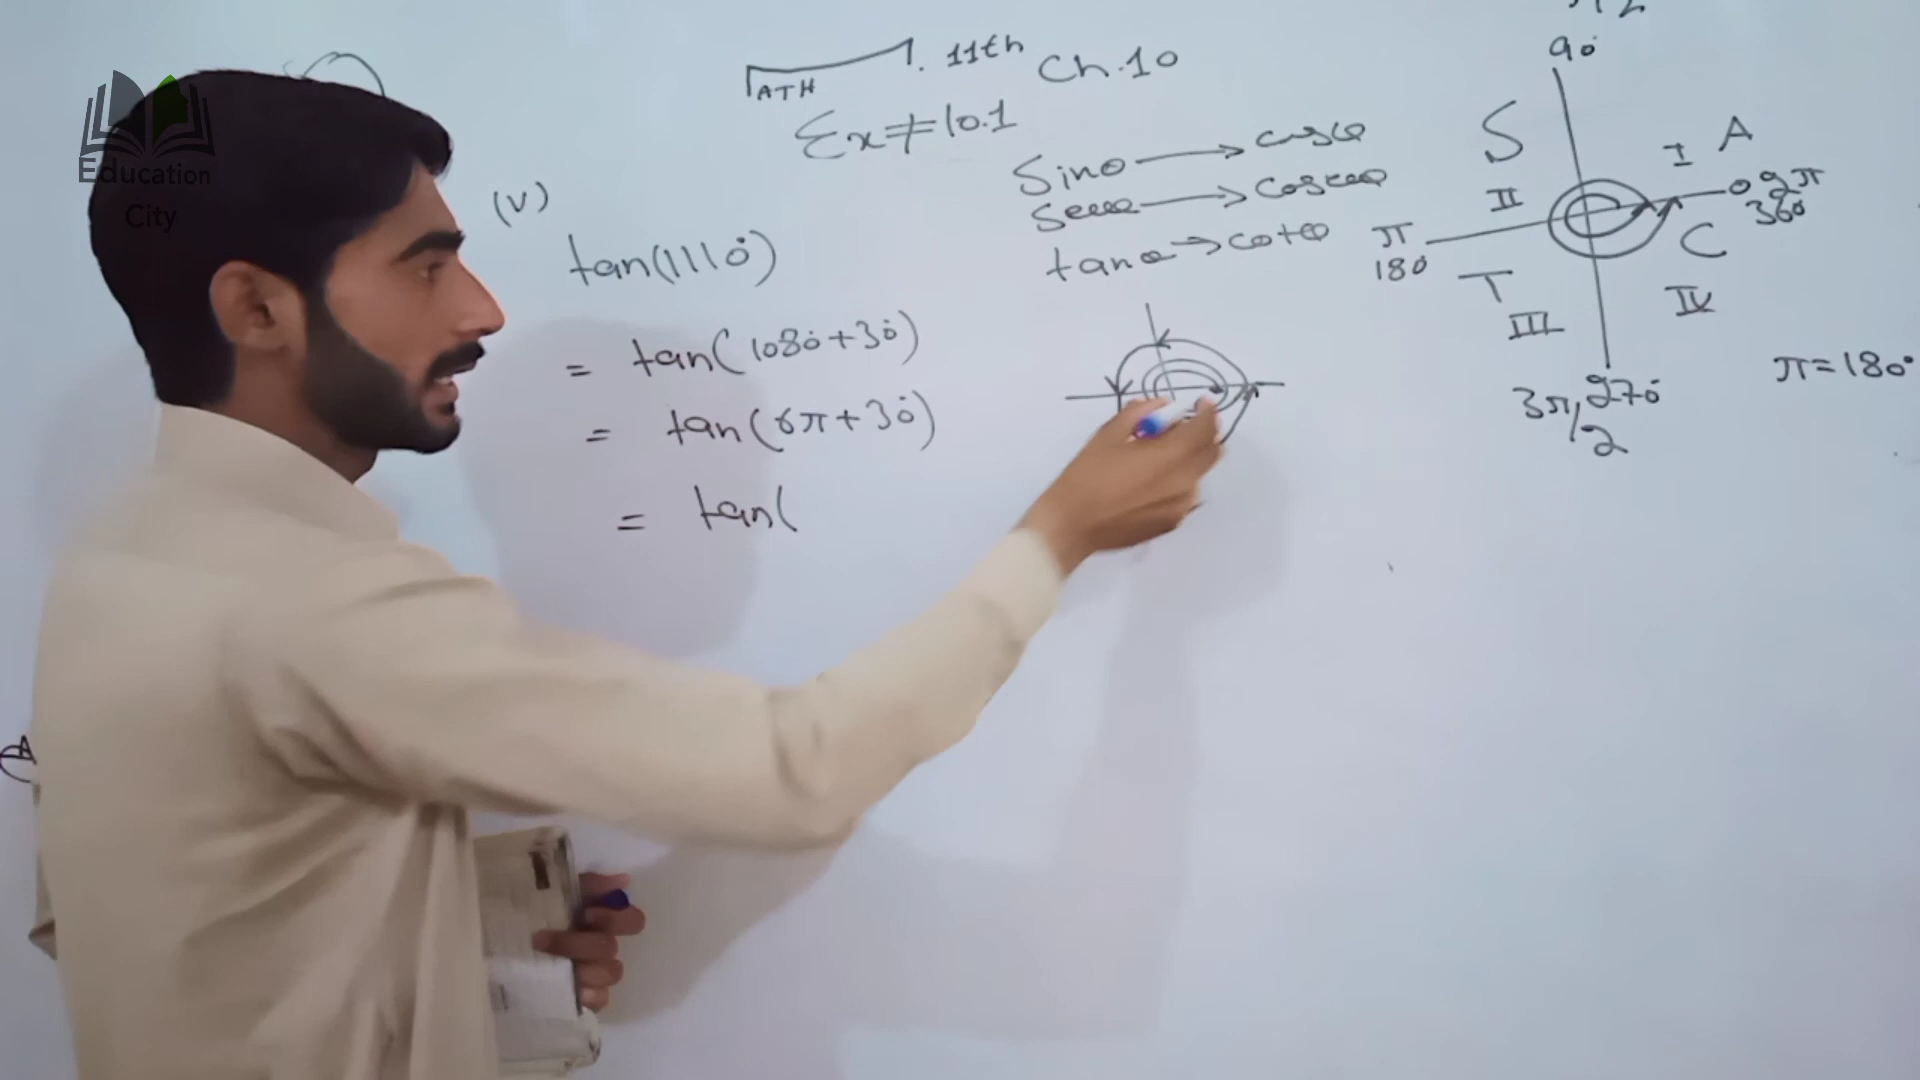 Education
City
MATH. 11th Ch.10
Ex≠10.1
(v)
tan(1110°)
= tan(1080°+30°)
= tan(6π+30°)
= tan(
Sinθ → cosθ
Secθ → Cosecθ
tanθ → cotθ
90°
S
II
I
A
0 2π
360°
π
180°
T
III
C
IV
3π/2
270°
π=180°